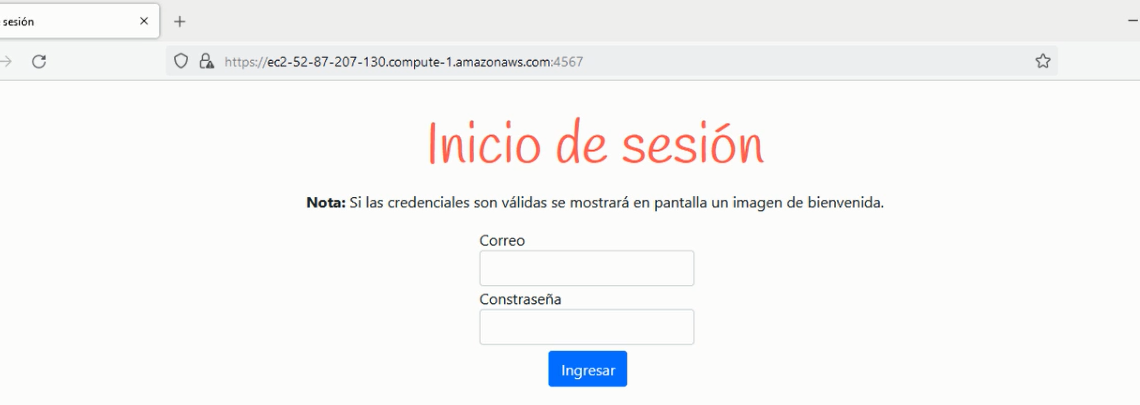 sesión
https://ec2-52-87-207-130.compute-1.amazonaws.com:4567
Inicio de sesión
Nota: Si las credenciales son válidas se mostrará en pantalla un imagen de bienvenida.
Correo
Constraseña
Ingresar